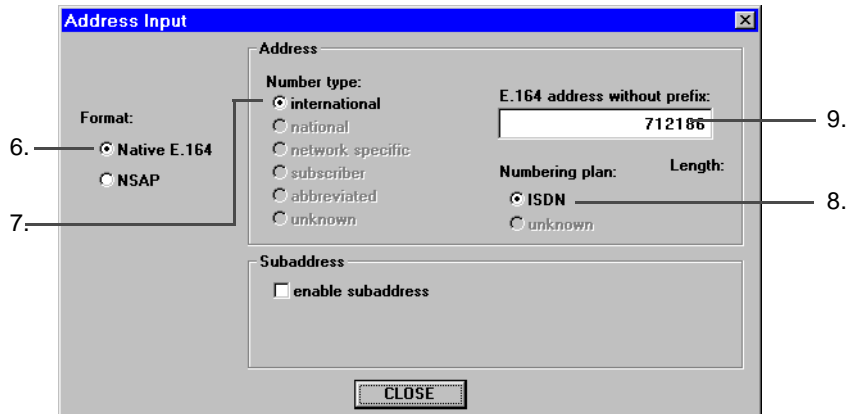 Address Input
Address
Number type:
international
national
network specific
subscriber
abbreviated
unknown
E.164 address without prefix:
712186
Numbering plan:
Length:
ISDN
unknown
Format:
Native E.164
NSAP
Subaddress
enable subaddress
CLOSE
6.
7.
8.
9.